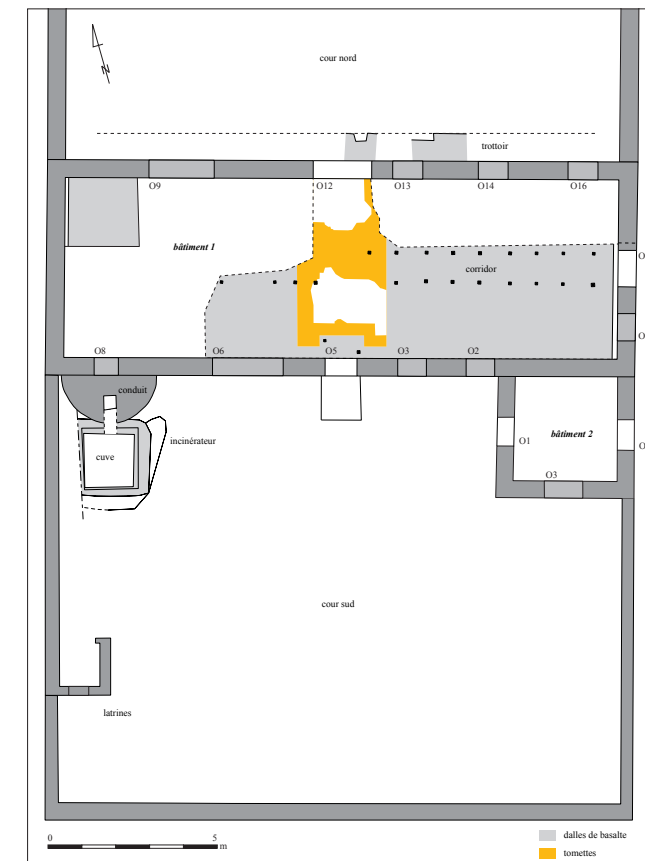 cour nord
N
trottoir
O9
O12
O13
O14
O16
bâtiment 1
O
corridor
O
O8
O6
O5
O3
O2
conduit
incinérateur
cuve
O1
bâtiment 2
O
O3
cour sud
latrines
0
5
m
dalles de basalte
tomettes